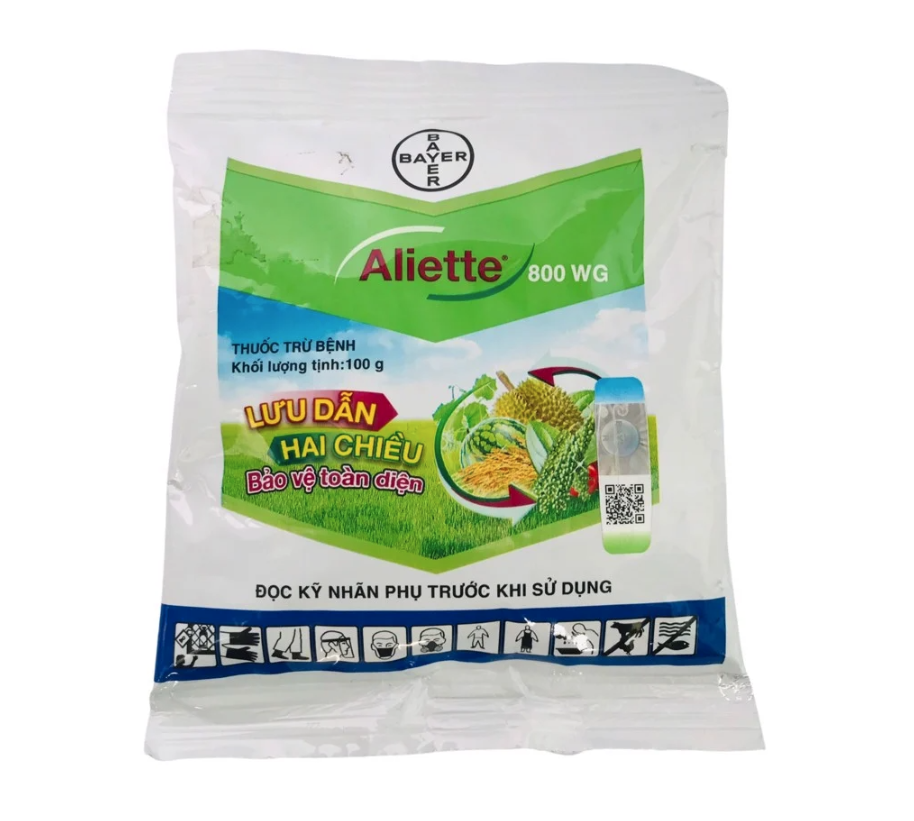 BAYER
BAYER
Aliette® 800 WG
THUỐC TRỪ BỆNH
Khối lượng tịnh:100 g
LƯU DẪN
HAI CHIỀU
Bảo vệ toàn diện
ĐỌC KỸ NHÃN PHỤ TRƯỚC KHI SỬ DỤNG